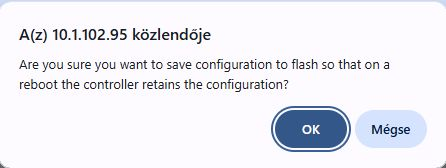 A(z) 10.1.102.95 közlendője
Are you sure you want to save configuration to flash so that on a
reboot the controller retains the configuration?
OK
Mégse